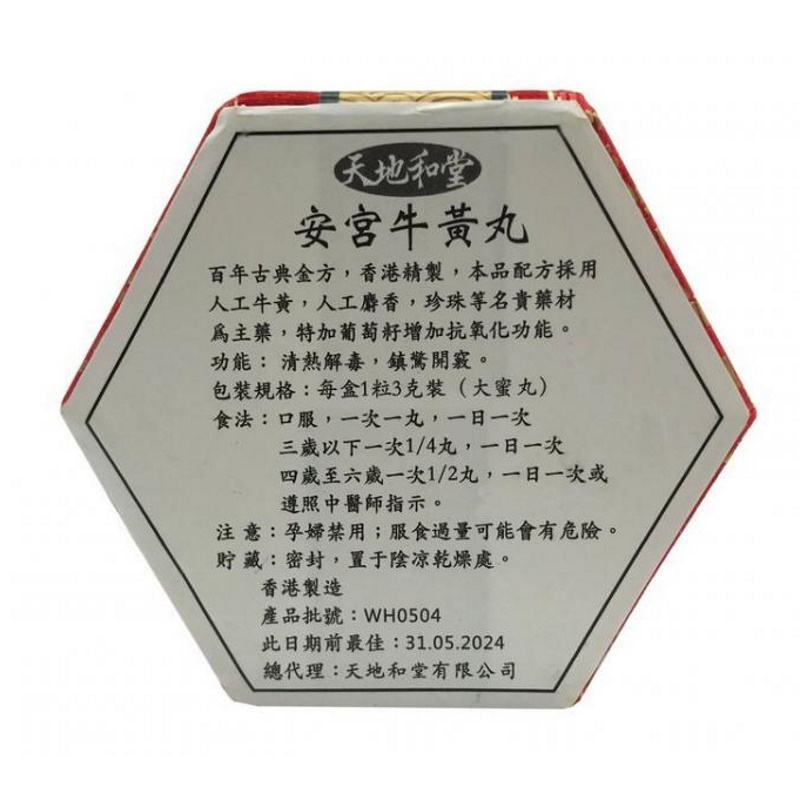 天地和堂
安宮牛黃丸
百年古典金方，香港精製，本品配方採用
人工牛黃，人工麝香，珍珠等名貴藥材
爲主藥，特加葡萄籽增加抗氧化功能。
功能：清熱解毒，鎮驚開竅。
包裝規格：每盒1粒3克裝（大蜜丸）
食法：口服，一次一丸，一日一次
三歲以下一次1/4丸，一日一次
四歲至六歲一次1/2丸，一日一次或
遵照中醫師指示。
注意：孕婦禁用；服食過量可能會有危險。
貯藏：密封，置于陰凉乾燥處。
香港製造
產品批號：WH0504
此日期前最佳：31.05.2024
總代理：天地和堂有限公司